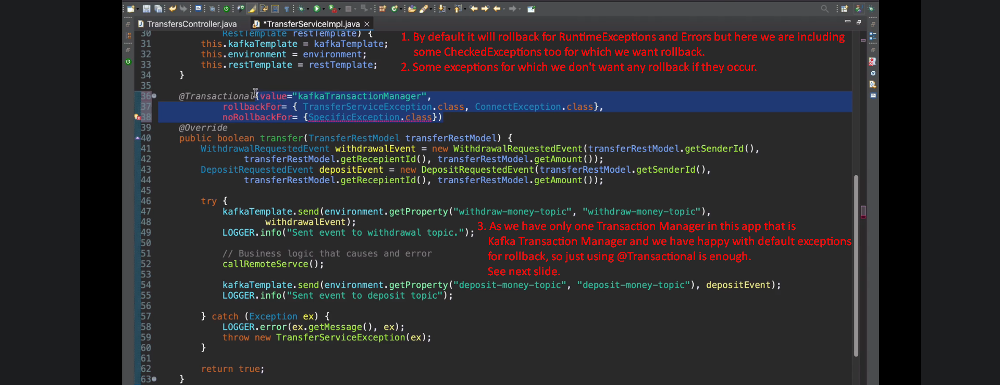 TransfersController.java
*TransferServiceImpl.java
30 RestTemplate restTemplate) {
31 this.kafkaTemplate = kafkaTemplate;
32 this.environment = environment;
33 this.restTemplate = restTemplate;
34 }
35
36 @Transactional(value="kafkaTransactionManager",
37 rollbackFor= { TransferServiceException.class, ConnectException.class},
38 noRollbackFor= {SpecificException.class})
39 @Override
40 public boolean transfer(TransferRestModel transferRestModel) {
41 WithdrawalRequestedEvent withdrawalEvent = new WithdrawalRequestedEvent(transferRestModel.getSenderId(),
42 transferRestModel.getRecepientId(), transferRestModel.getAmount());
43 DepositRequestedEvent depositEvent = new DepositRequestedEvent(transferRestModel.getSenderId(),
44 transferRestModel.getRecepientId(), transferRestModel.getAmount());
45
46 try {
47 kafkaTemplate.send(environment.getProperty("withdraw-money-topic", "withdraw-money-topic"),
48 withdrawalEvent);
49 LOGGER.info("Sent event to withdrawal topic.");
50
51 // Business logic that causes and error
52 callRemoteServce();
53
54 kafkaTemplate.send(environment.getProperty("deposit-money-topic", "deposit-money-topic"), depositEvent);
55 LOGGER.info("Sent event to deposit topic");
56
57 } catch (Exception ex) {
58 LOGGER.error(ex.getMessage(), ex);
59 throw new TransferServiceException(ex);
60 }
61
62 return true;
63 }
1. By default it will rollback for RuntimeExceptions and Errors but here we are including
some CheckedExceptions too for which we want rollback.
2. Some exceptions for which we don't want any rollback if they occur.
3. As we have only one Transaction Manager in this app that is
Kafka Transaction Manager and we have happy with default exceptions
for rollback, so just using @Transactional is enough.
See next slide.